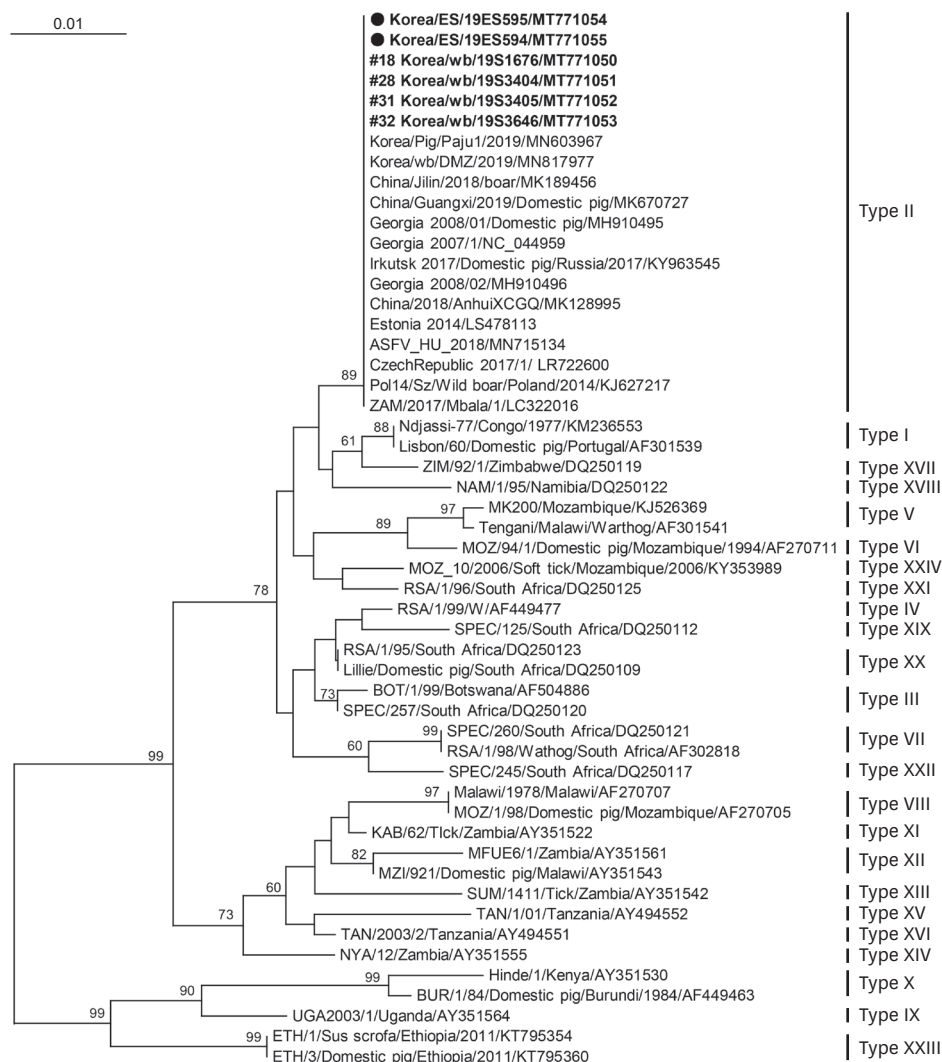 0.01
● Korea/ES/19ES595/MT771054
● Korea/ES/19ES594/MT771055
#18 Korea/wb/19S1676/MT771050
#28 Korea/wb/19S3404/MT771051
#31 Korea/wb/19S3405/MT771052
#32 Korea/wb/19S3646/MT771053
Korea/Pig/Paju1/2019/MN603967
Korea/wb/DMZ/2019/MN817977
China/Jilin/2018/boar/MK189456
China/Guangxi/2019/Domestic pig/MK670727
Type II
Georgia 2008/01/Domestic pig/MH910495
Georgia 2007/1/NC_044959
Irkutsk 2017/Domestic pig/Russia/2017/KY963545
Georgia 2008/02/MH910496
China/2018/AnhuiXCGQ/MK128995
Estonia 2014/LS478113
ASFV_HU_2018/MN715134
CzechRepublic 2017/1/ LR722600
89
Pol14/Sz/Wild boar/Poland/2014/KJ627217
ZAM/2017/Mbala/1/LC322016
88 Ndjassi-77/Congo/1977/KM236553
Type I
61 Lisbon/60/Domestic pig/Portugal/AF301539
ZIM/92/1/Zimbabwe/DQ250119 Type XVII
NAM/1/95/Namibia/DQ250122 Type XVIII
97 MK200/Mozambique/KJ526369
Type V
89 Tengani/Malawi/Warthog/AF301541
MOZ/94/1/Domestic pig/Mozambique/1994/AF270711 Type VI
MOZ_10/2006/Soft tick/Mozambique/2006/KY353989 Type XXIV
78 RSA/1/96/South Africa/DQ250125 Type XXI
RSA/1/99/W/AF449477 Type IV
SPEC/125/South Africa/DQ250112 Type XIX
RSA/1/95/South Africa/DQ250123
Type XX
Lillie/Domestic pig/South Africa/DQ250109
73 BOT/1/99/Botswana/AF504886
Type III
SPEC/257/South Africa/DQ250120
99 SPEC/260/South Africa/DQ250121
Type VII
60 RSA/1/98/Wathog/South Africa/AF302818
99 SPEC/245/South Africa/DQ250117 Type XXII
97 Malawi/1978/Malawi/AF270707
Type VIII
MOZ/1/98/Domestic pig/Mozambique/AF270705
KAB/62/TIck/Zambia/AY351522 Type XI
82 MFUE6/1/Zambia/AY351561
Type XII
MZI/921/Domestic pig/Malawi/AY351543
60 SUM/1411/Tick/Zambia/AY351542 Type XIII
73 TAN/1/01/Tanzania/AY494552 Type XV
TAN/2003/2/Tanzania/AY494551 Type XVI
NYA/12/Zambia/AY351555 Type XIV
99 Hinde/1/Kenya/AY351530
Type X
90 BUR/1/84/Domestic pig/Burundi/1984/AF449463
99 UGA2003/1/Uganda/AY351564 Type IX
99 ETH/1/Sus scrofa/Ethiopia/2011/KT795354
Type XXIII
ETH/3/Domestic pig/Ethiopia/2011/KT795360